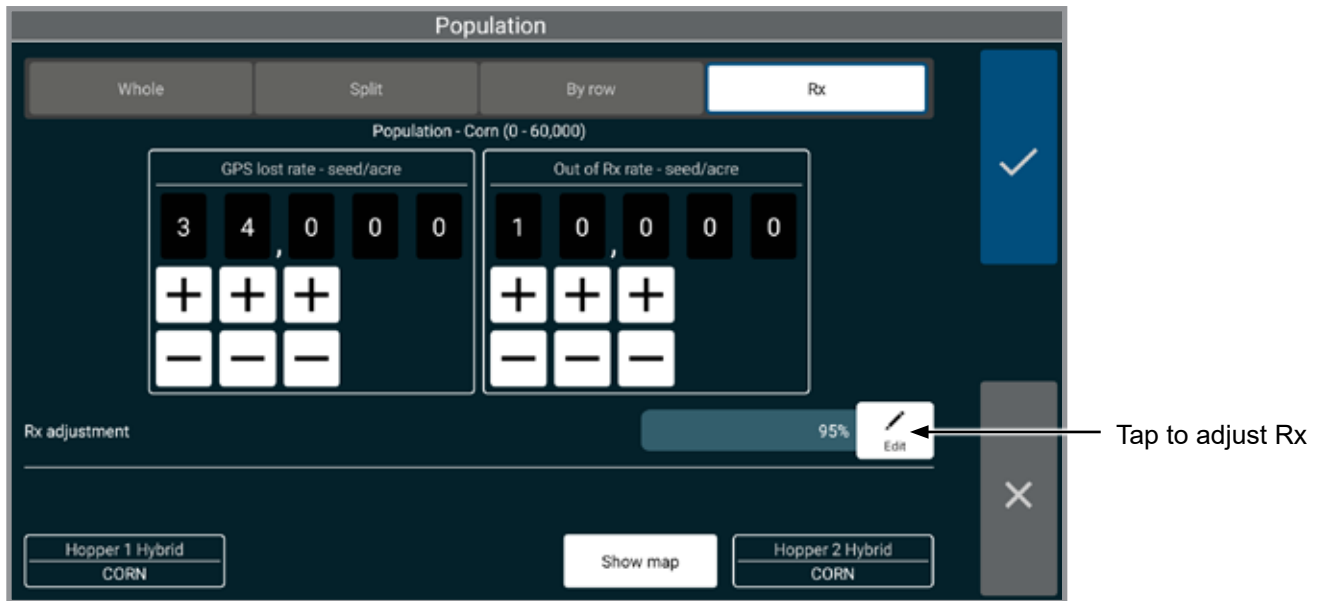 Population
Whole Split By row Rx
Population - Corn (0 - 60,000)
GPS lost rate - seed/acre Out of Rx rate - seed/acre
3 4 , 0 0 0 1 0 , 0 0 0
Rx adjustment 95% Edit
Tap to adjust Rx
Hopper 1 Hybrid
CORN
Show map
Hopper 2 Hybrid
CORN